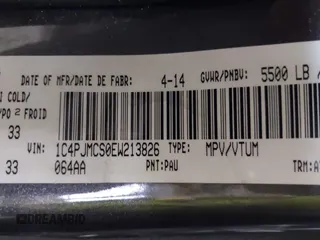 DATE OF MFR/DATE DE FABR: 4-14 GVWR/PNBV: 5500 LB
I COLD/
/PO 2 FROID
33
VIN: 1C4PJMCS0EW213826 TYPE: MPV/VTUM
33 064AA PNT:PAU TRM:A
DREAMBID